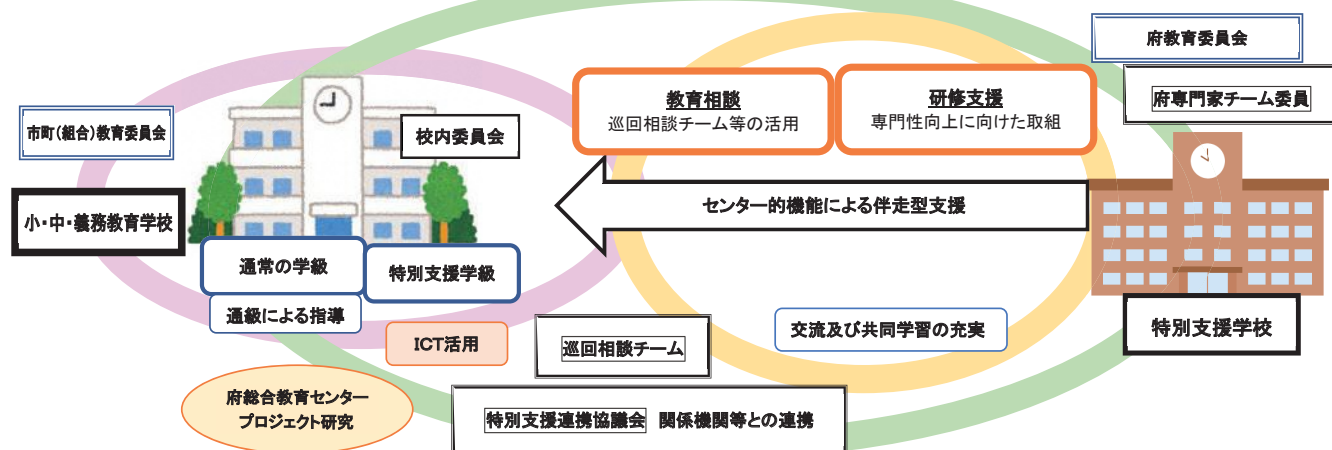 府教育委員会
府専門家チーム委員
教育相談
巡回相談チーム等の活用
研修支援
専門性向上に向けた取組
市町(組合)教育委員会
校内委員会
小・中・義務教育学校
センター的機能による伴走型支援
通常の学級
特別支援学級
通級による指導
ICT活用
巡回相談チーム
交流及び共同学習の充実
特別支援学校
府総合教育センター
プロジェクト研究
特別支援連携協議会 関係機関等との連携